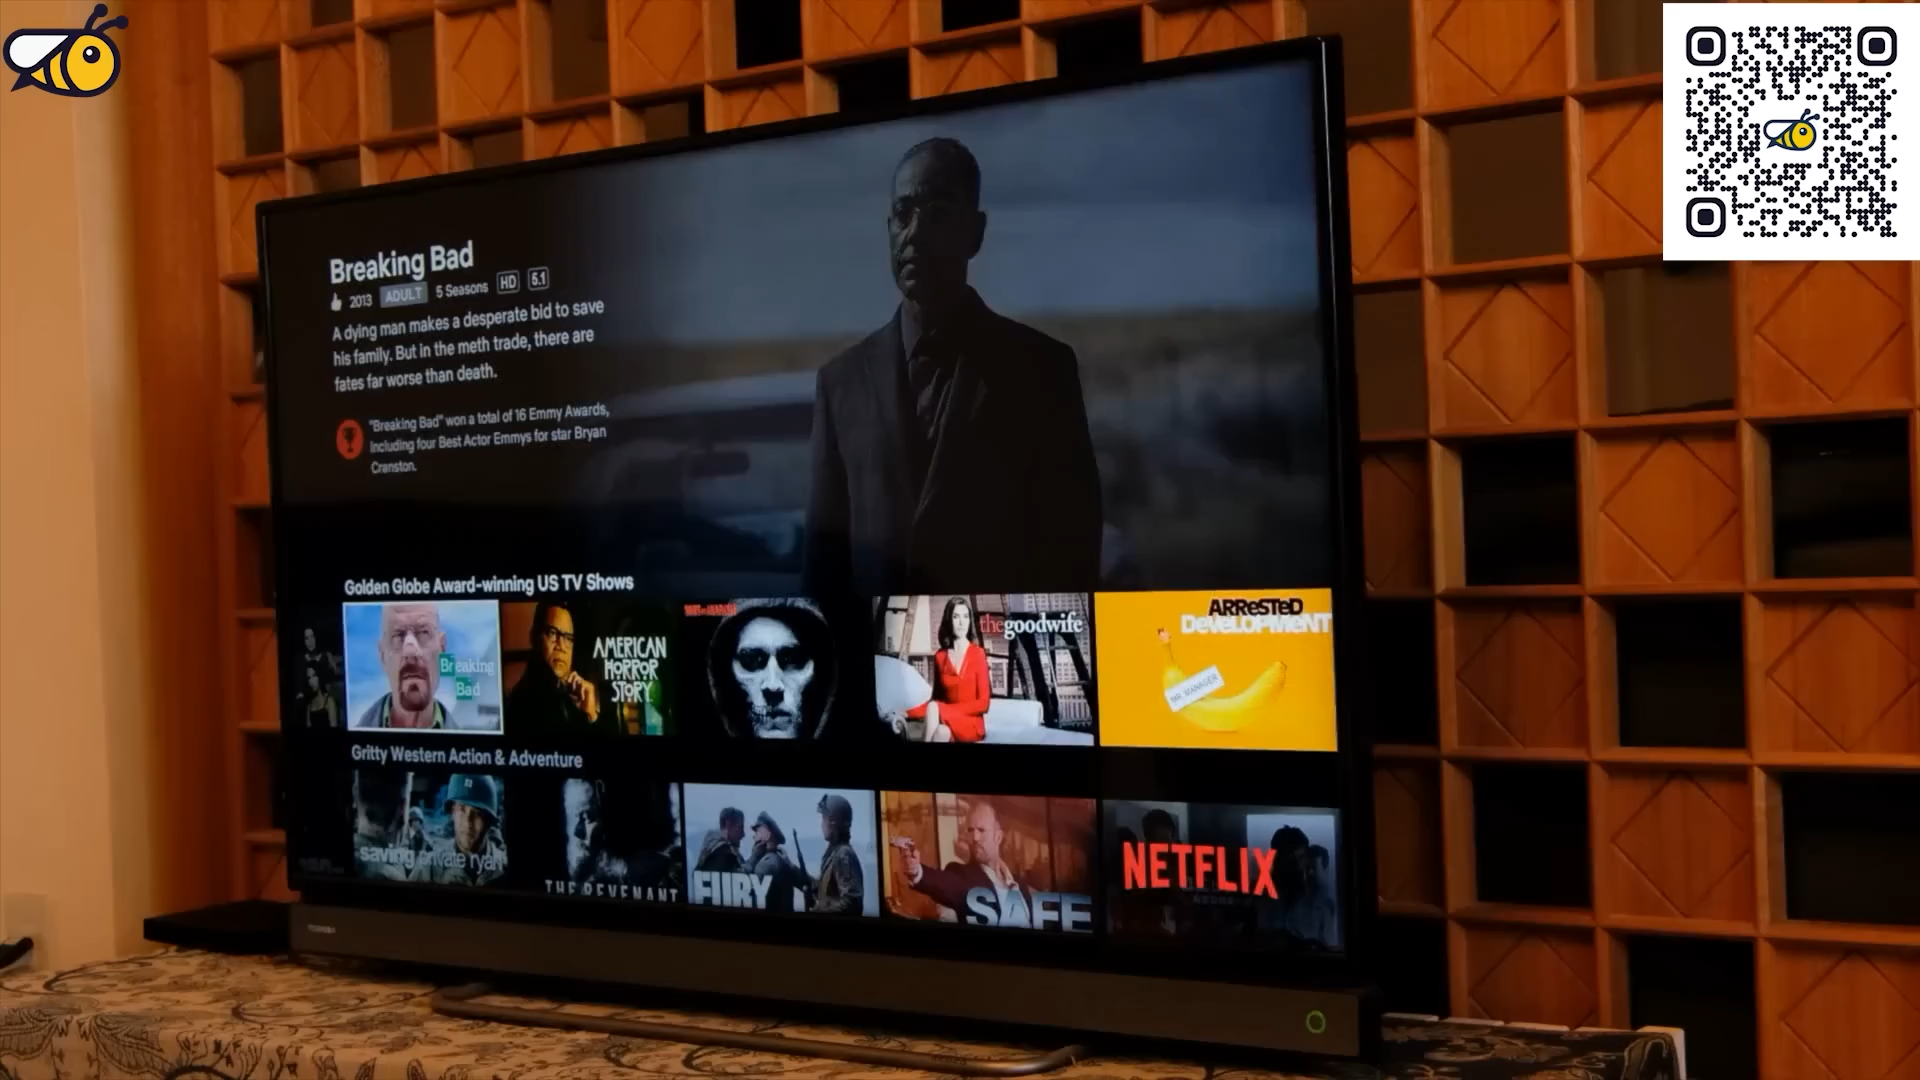 Breaking Bad
2013 ADULT 5 Seasons HD 5.1
A dying man makes a desperate bid to save
his family. But in the meth trade, there are
fates far worse than death.
"Breaking Bad" won a total of 16 Emmy Awards,
including four Best Actor Emmys for star Bryan
Cranston.
Golden Globe Award-winning US TV Shows
Breaking
Bad
AMERICAN
HORROR
STORY
thegoodwife
ARRESTED
DEVELOPMENT
MR. MANAGER
Gritty Western Action & Adventure
saving private ryan
THE REVENANT
FURY
SAFE
NETFLIX
TOSHIBA